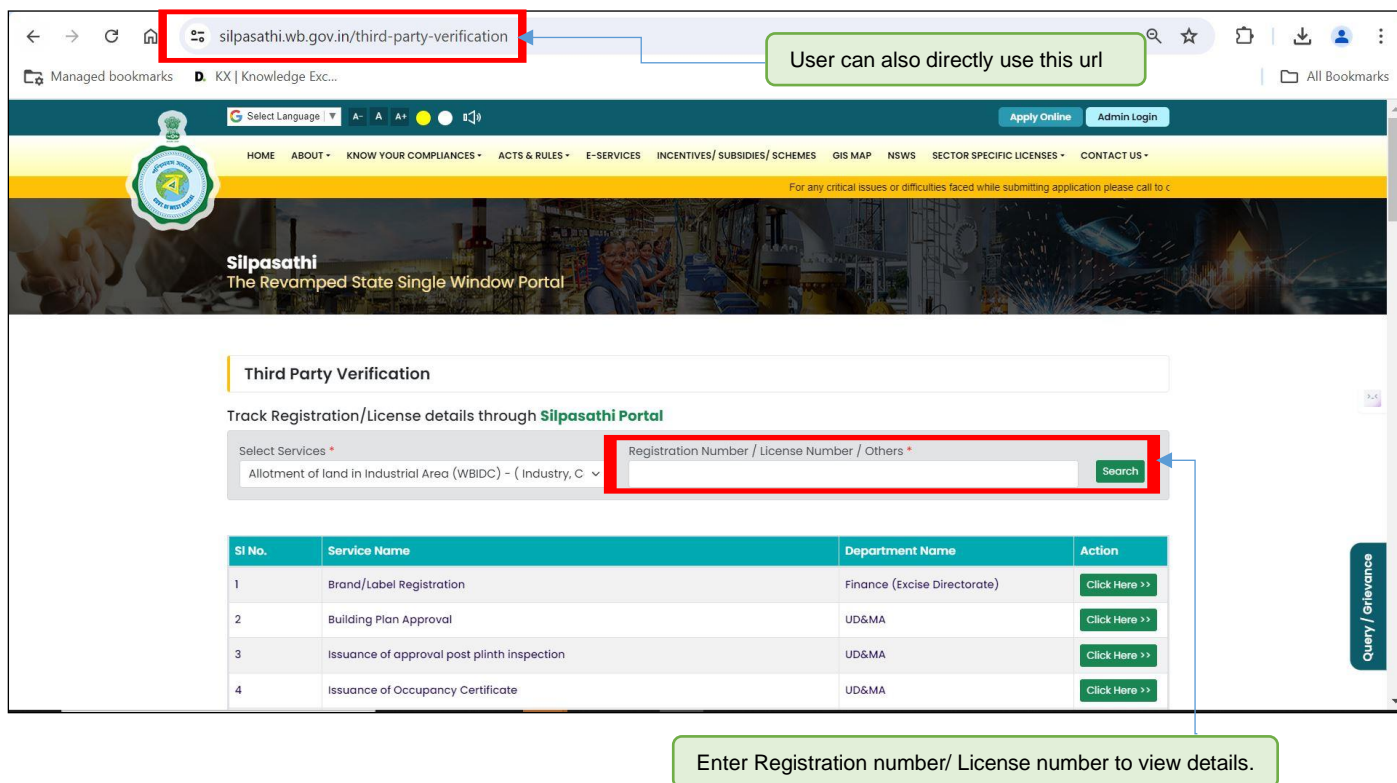 silpasathi.wb.gov.in/third-party-verification
User can also directly use this url
Managed bookmarks D. KX | Knowledge Exc... All Bookmarks
G Select Language ▼ A- A A+ Apply Online Admin Login
HOME ABOUT KNOW YOUR COMPLIANCES ACTS & RULES E-SERVICES INCENTIVES/ SUBSIDIES/ SCHEMES GIS MAP NSWS SECTOR SPECIFIC LICENSES CONTACT US
For any critical issues or difficulties faced while submitting application please call to c
Silpasathi
The Revamped State Single Window Portal
Third Party Verification
Track Registration/License details through Silpasathi Portal
Select Services * Registration Number / License Number / Others *
Allotment of land in Industrial Area (WBIDC) - ( Industry, C Search
Sl No. Service Name Department Name Action
1 Brand/Label Registration Finance (Excise Directorate) Click Here >>
2 Building Plan Approval UD&MA Click Here >>
3 Issuance of approval post plinth inspection UD&MA Click Here >>
4 Issuance of Occupancy Certificate UD&MA Click Here >>
Query / Grievance
Enter Registration number/ License number to view details.